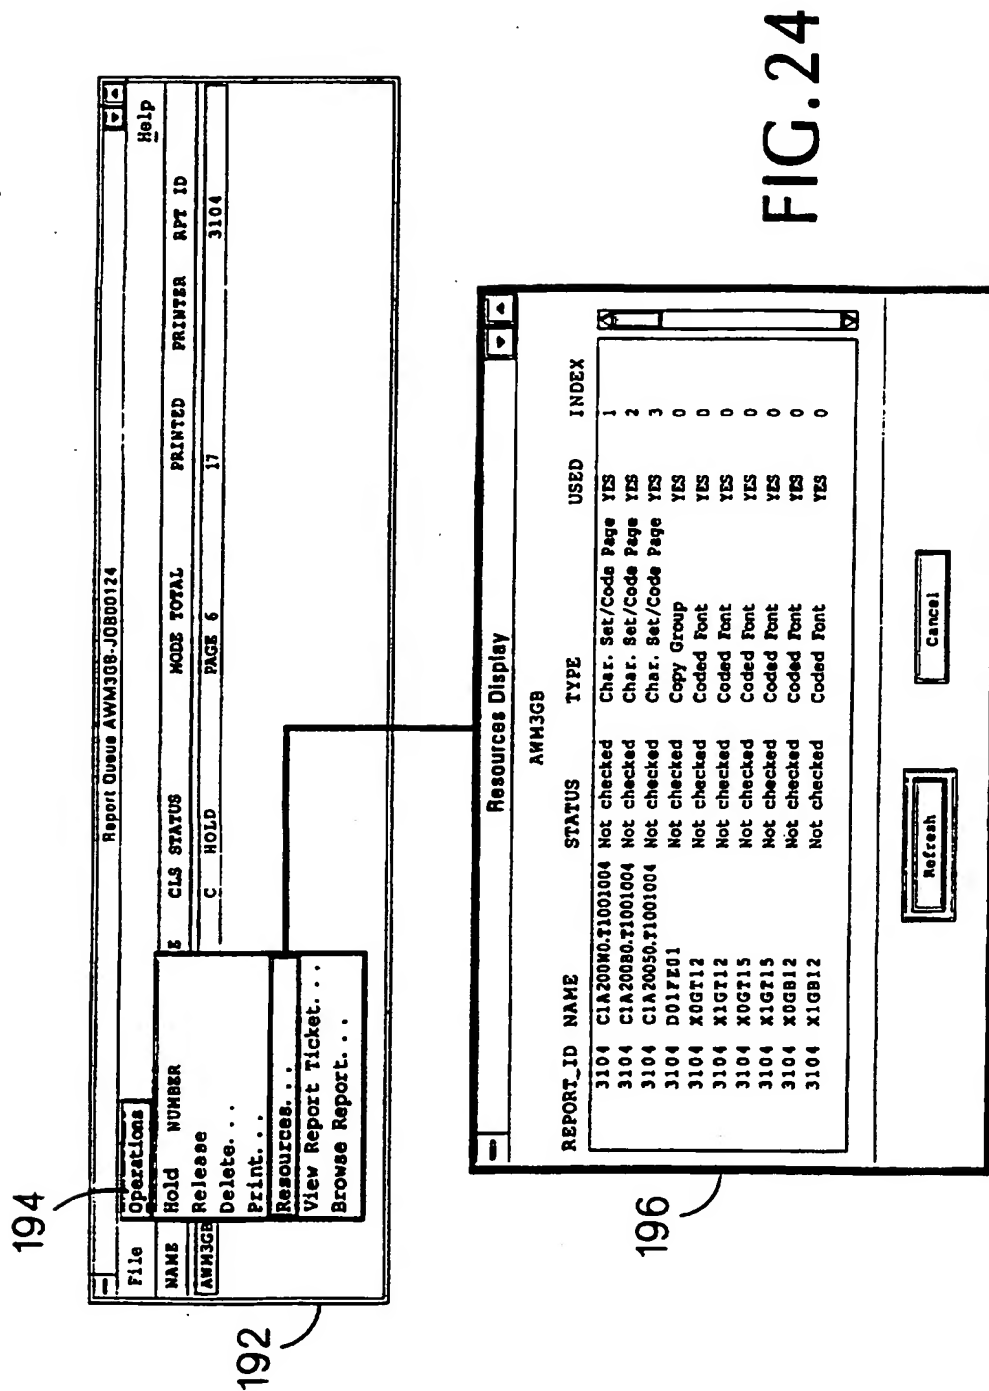 194
Report Queue AWM3GB-JOB00124
File Operations Help
NAME E CLS STATUS MODE TOTAL PRINTED PRINTER RPT ID
AWM3GB C HOLD PAGE 6 17 3104
Hold NUMBER
Release
Delete...
Print...
Resources...
View Report Ticket...
Browse Report...
192
Resources Display
AWM3GB
REPORT_ID NAME STATUS TYPE USED INDEX
3104 C1A200W0.T1001004 Not checked Char. Set/Code Page YES 1
3104 C1A200B0.T1001004 Not checked Char. Set/Code Page YES 2
3104 C1A20050.T1001004 Not checked Char. Set/Code Page YES 3
3104 D01FE01 Not checked Copy Group YES 0
3104 X0GT12 Not checked Coded Font YES 0
3104 X1GT12 Not checked Coded Font YES 0
3104 X0GT15 Not checked Coded Font YES 0
3104 X1GT15 Not checked Coded Font YES 0
3104 X0GB12 Not checked Coded Font YES 0
3104 X1GB12 Not checked Coded Font YES 0
Refresh Cancel
196
FIG.24